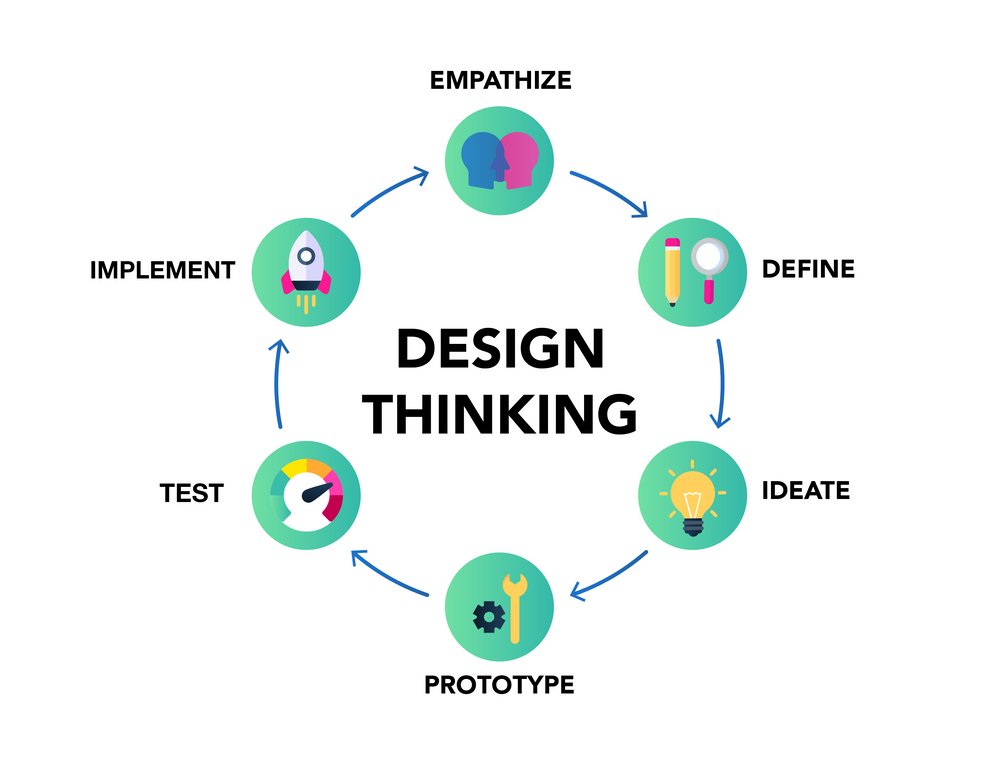 EMPATHIZE
DEFINE
IDEATE
PROTOTYPE
TEST
IMPLEMENT
DESIGN
THINKING